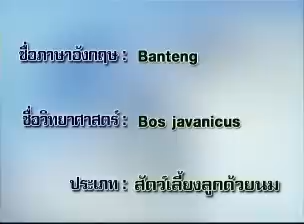 ชื่อภาษาอังกฤษ : Banteng
ชื่อวิทยาศาสตร์ : Bos javanicus
ประเภท : สัตว์เลี้ยงลูกด้วยนม